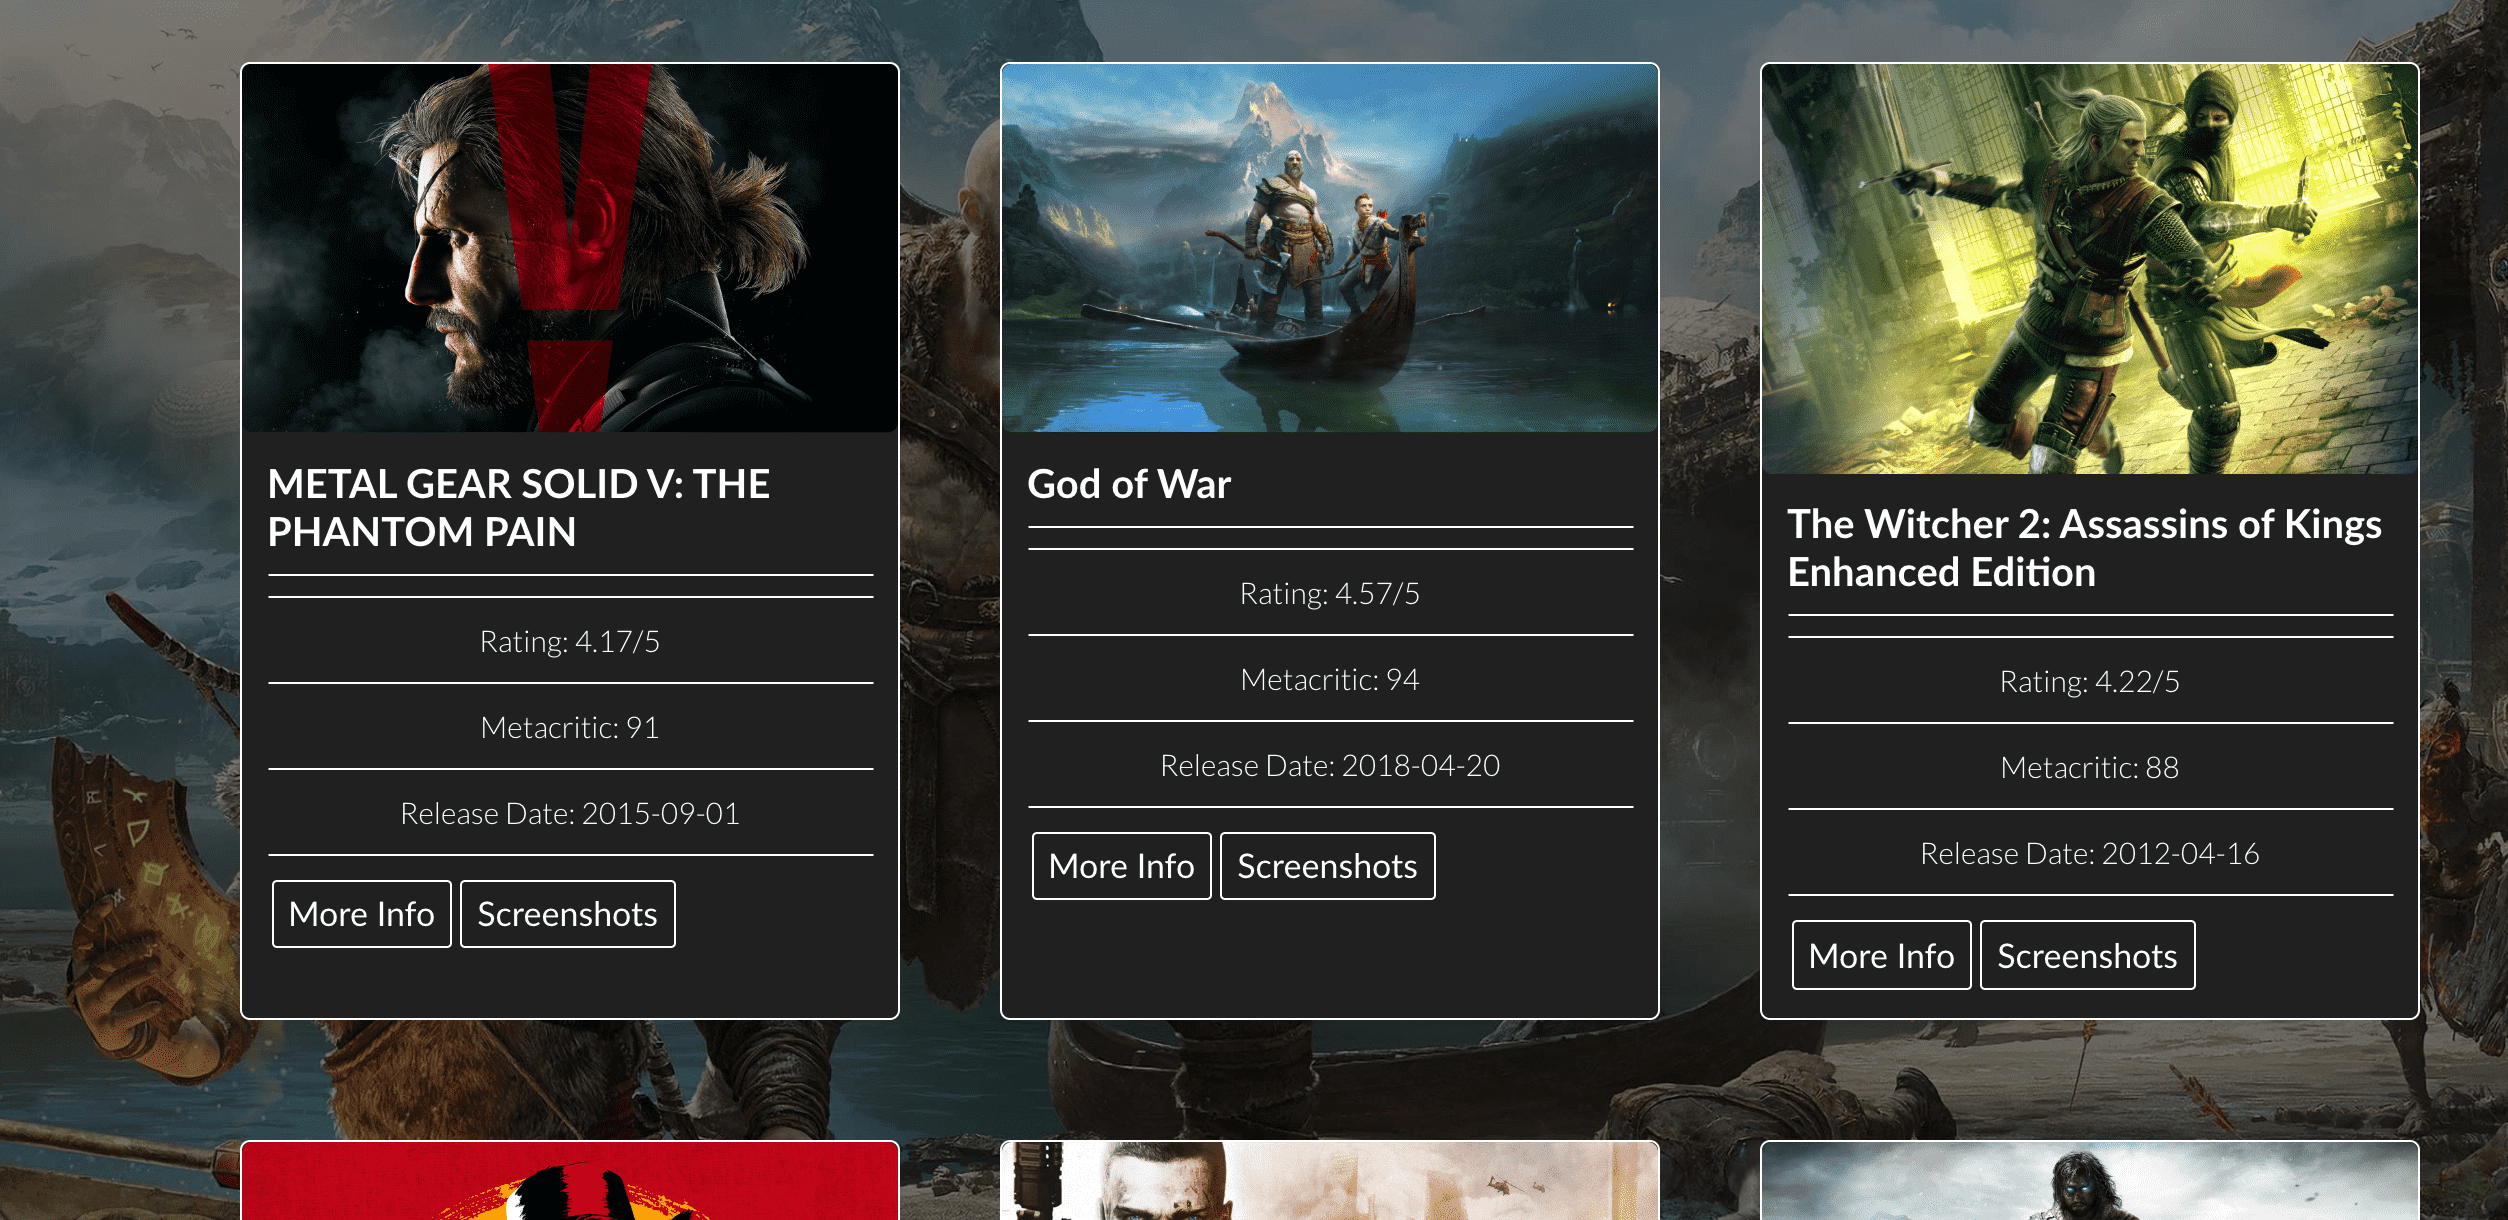 METAL GEAR SOLID V: THE
PHANTOM PAIN
Rating: 4.17/5
Metacritic: 91
Release Date: 2015-09-01
More Info
Screenshots
God of War
Rating: 4.57/5
Metacritic: 94
Release Date: 2018-04-20
More Info
Screenshots
The Witcher 2: Assassins of Kings
Enhanced Edition
Rating: 4.22/5
Metacritic: 88
Release Date: 2012-04-16
More Info
Screenshots